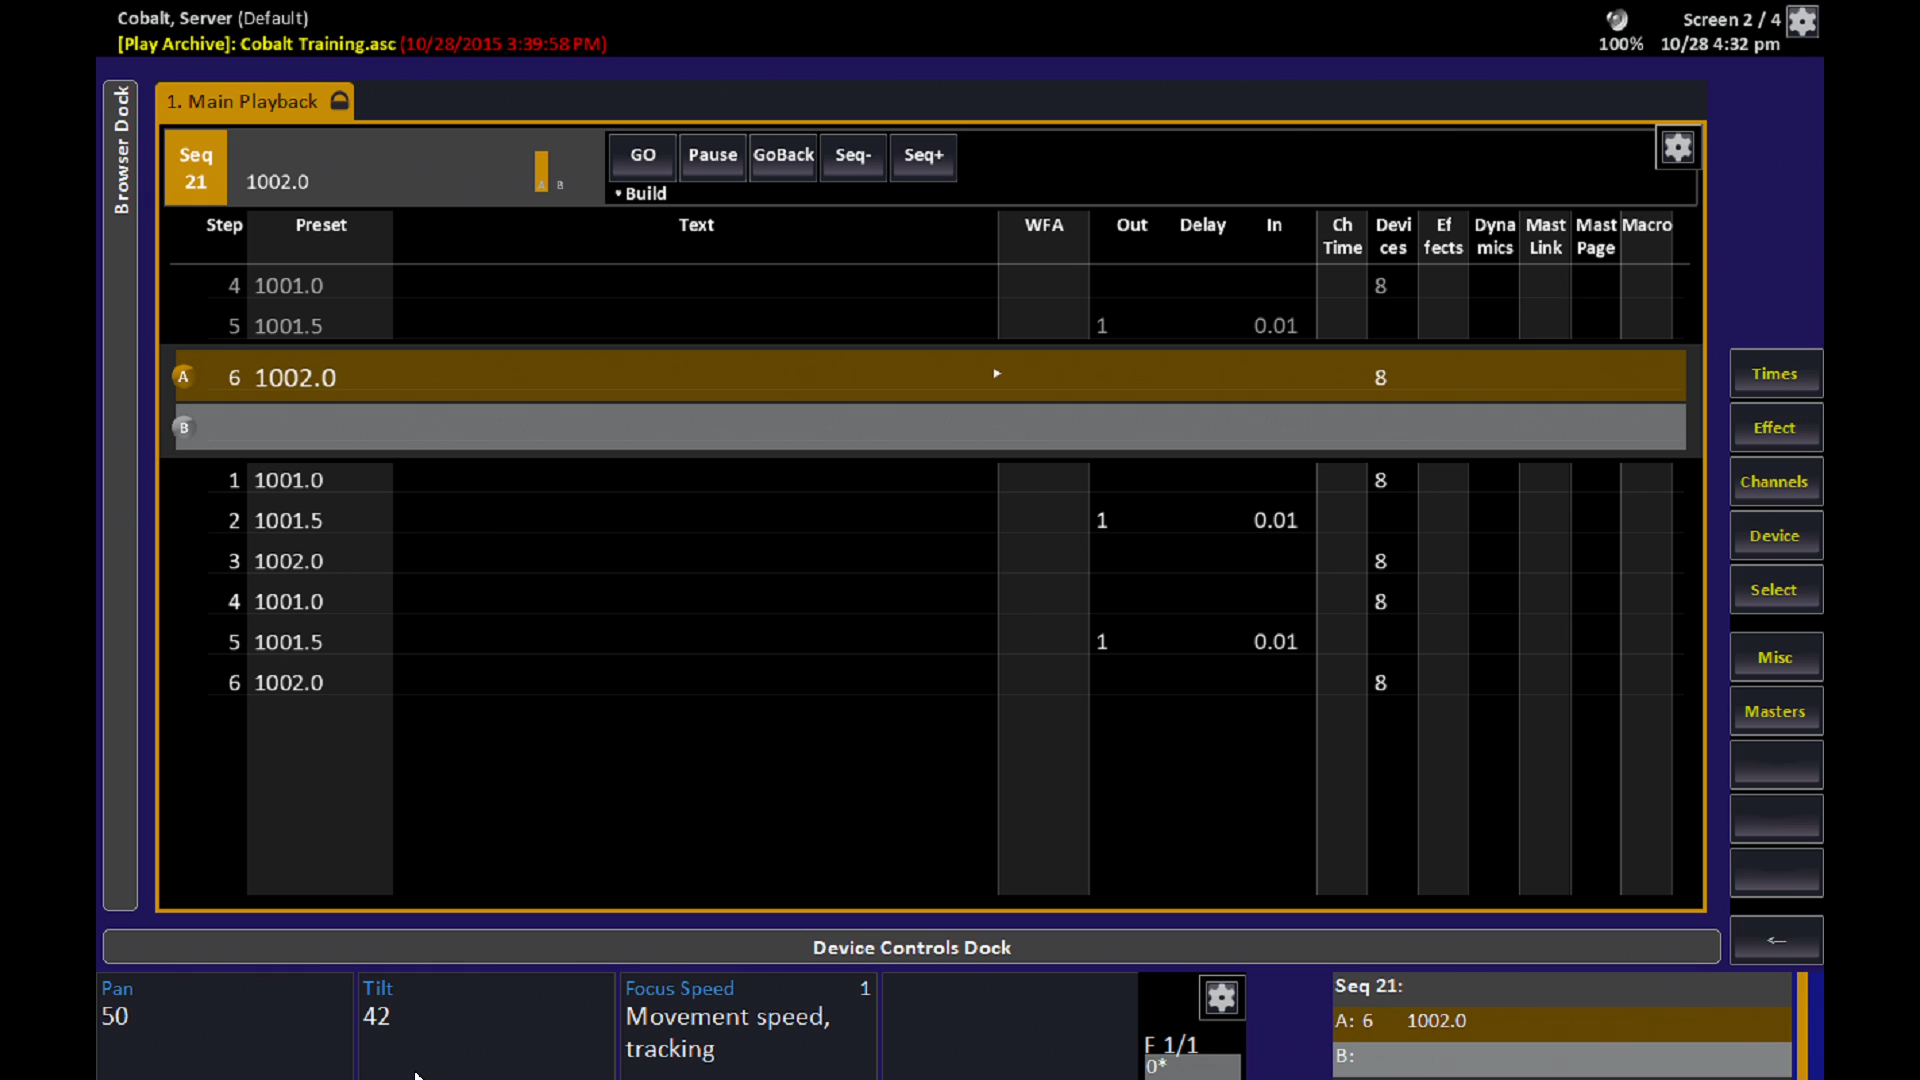 Cobalt, Server (Default)
[Play Archive]: Cobalt Training.asc (10/28/2015 3:39:58 PM)
100%
Screen 2 / 4
10/28 4:32 pm
Browser Dock
1. Main Playback
Seq
21
1002.0
A B
GO Pause GoBack Seq- Seq+
Build
Step Preset Text WFA Out Delay In Ch Time Devi ces Ef fects Dyna mics Mast Link Mast Page Macro
4 1001.0 8
5 1001.5 1 0.01
A 6 1002.0 8
B
1 1001.0 8
2 1001.5 1 0.01
3 1002.0 8
4 1001.0 8
5 1001.5 1 0.01
6 1002.0 8
Times
Effect
Channels
Device
Select
Misc
Masters
←
Device Controls Dock
Pan
50
Tilt
42
Focus Speed 1
Movement speed,
tracking
F 1/1
0*
Seq 21:
A: 6 1002.0
B: